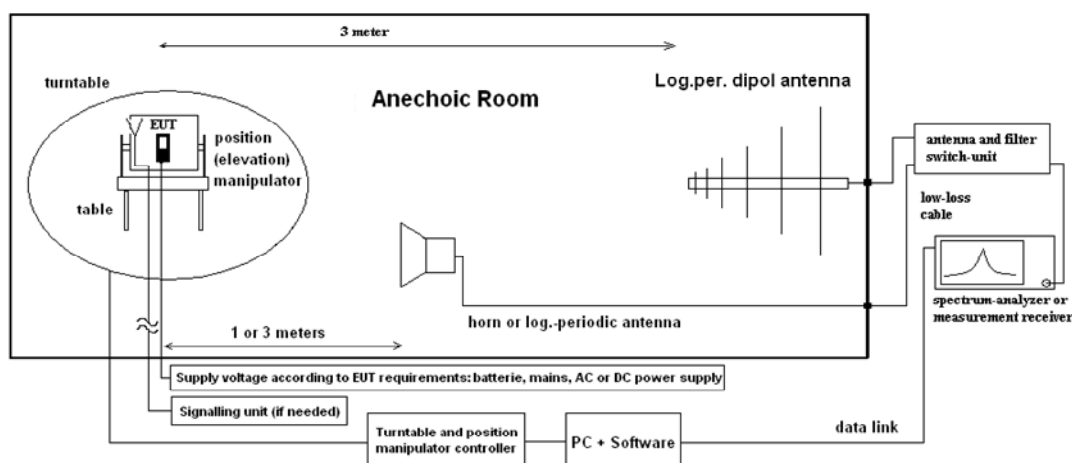 3 meter
turntable
Log.per. dipol antenna
Anechoic Room
EUT
position
(elevation)
manipulator
antenna and filter
switch-unit
table
low-loss
cable
spectrum-analyzer or
measurement receiver
horn or log.-periodic antenna
1 or 3 meters
Supply voltage according to EUT requirements: batterie, mains, AC or DC power supply
Signalling unit (if needed)
Turntable and position
manipulator controller
PC + Software
data link